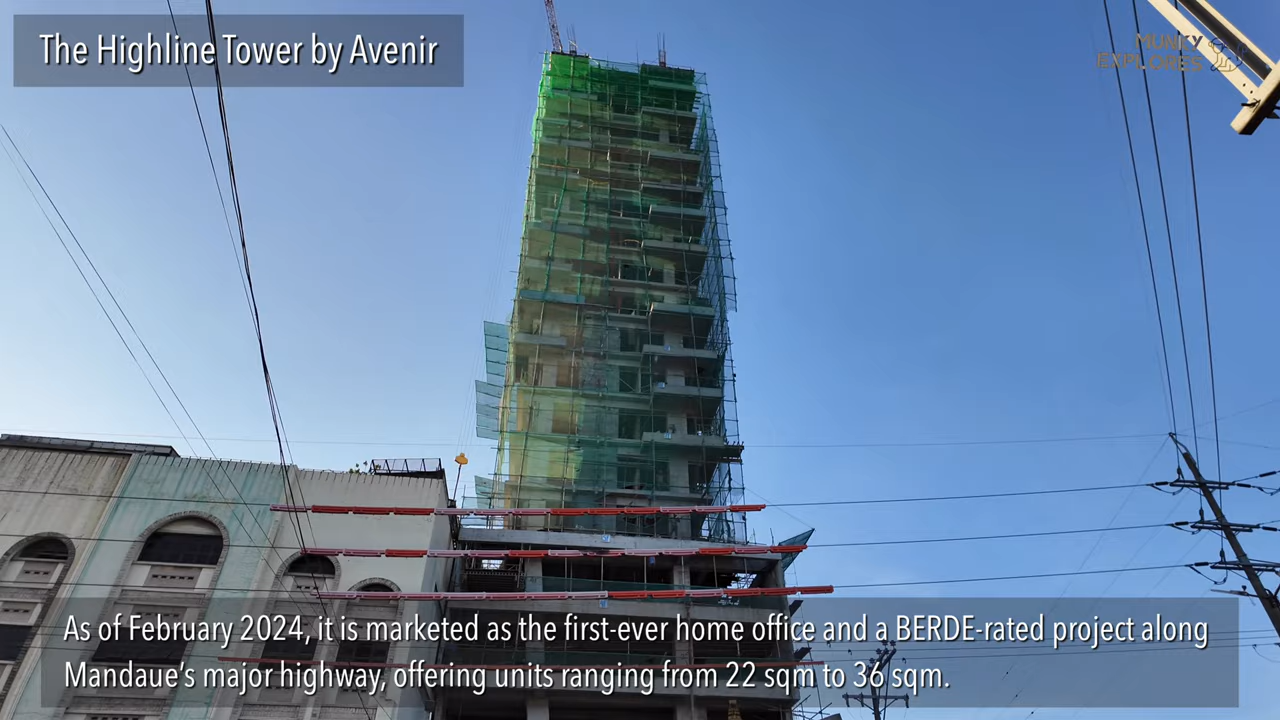 The Highline Tower by Avenir
MUNKY
EXPLORES
As of February 2024, it is marketed as the first-ever home office and a BERDE-rated project along
Mandaue's major highway, offering units ranging from 22 sqm to 36 sqm.